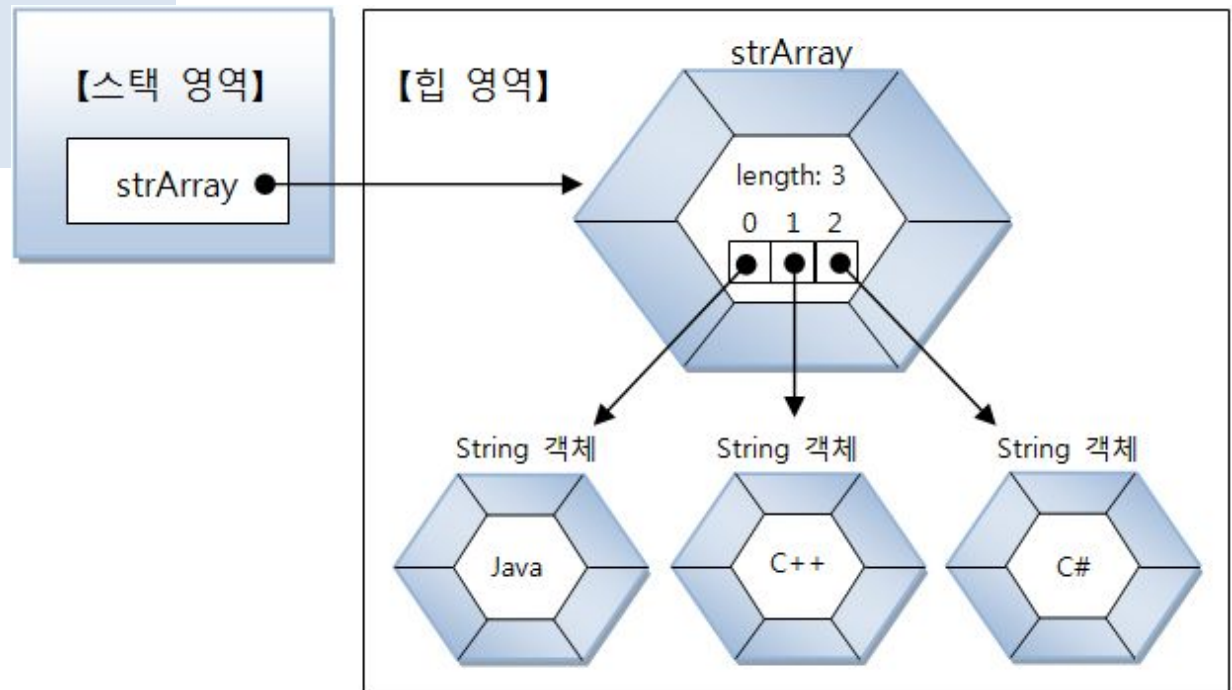 【스택 영역】
strArray
【힙 영역】
strArray
length: 3
0 1 2
String 객체
Java
String 객체
C++
String 객체
C#